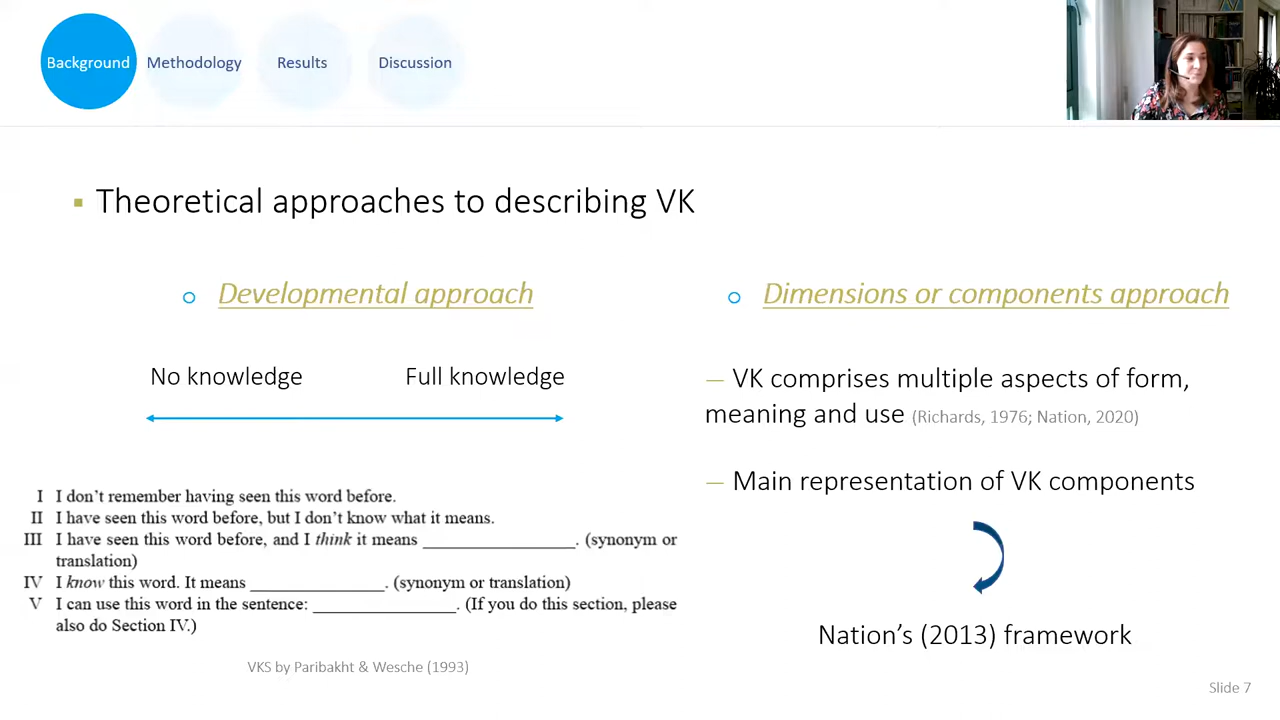 Background Methodology Results Discussion
Theoretical approaches to describing VK
Developmental approach
No knowledge Full knowledge
I I don't remember having seen this word before.
II I have seen this word before, but I don't know what it means.
III I have seen this word before, and I think it means _______________. (synonym or
translation)
IV I know this word. It means _____________. (synonym or translation)
V I can use this word in the sentence: ______________. (If you do this section, please
also do Section IV.)
VKS by Paribakht & Wesche (1993)
Dimensions or components approach
— VK comprises multiple aspects of form,
meaning and use (Richards, 1976; Nation, 2020)
— Main representation of VK components
Nation's (2013) framework
Slide 7